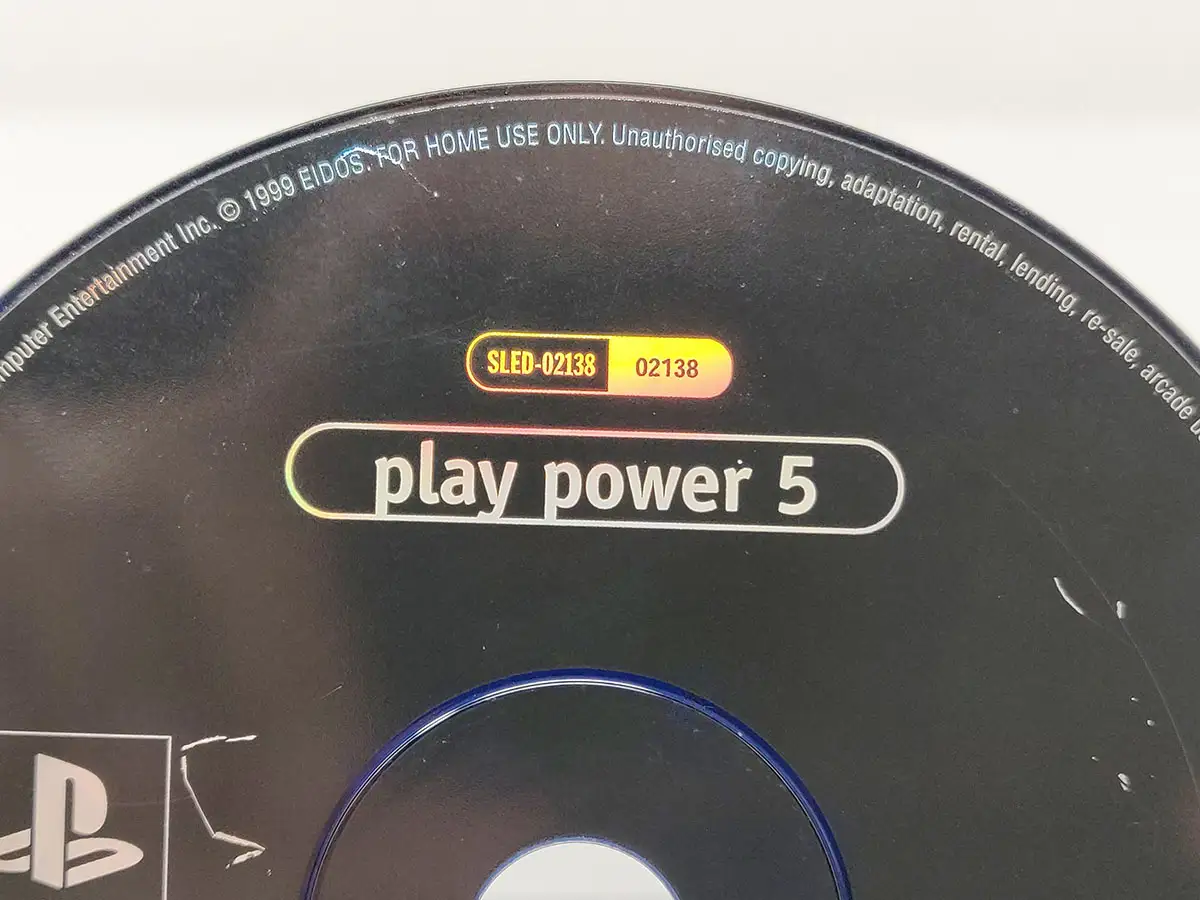 mputer Entertainment Inc. © 1999 EIDOS. FOR HOME USE ONLY. Unauthorised copying, adaptation, rental, lending, re-sale, arcade
SLED-02138 02138
play power 5